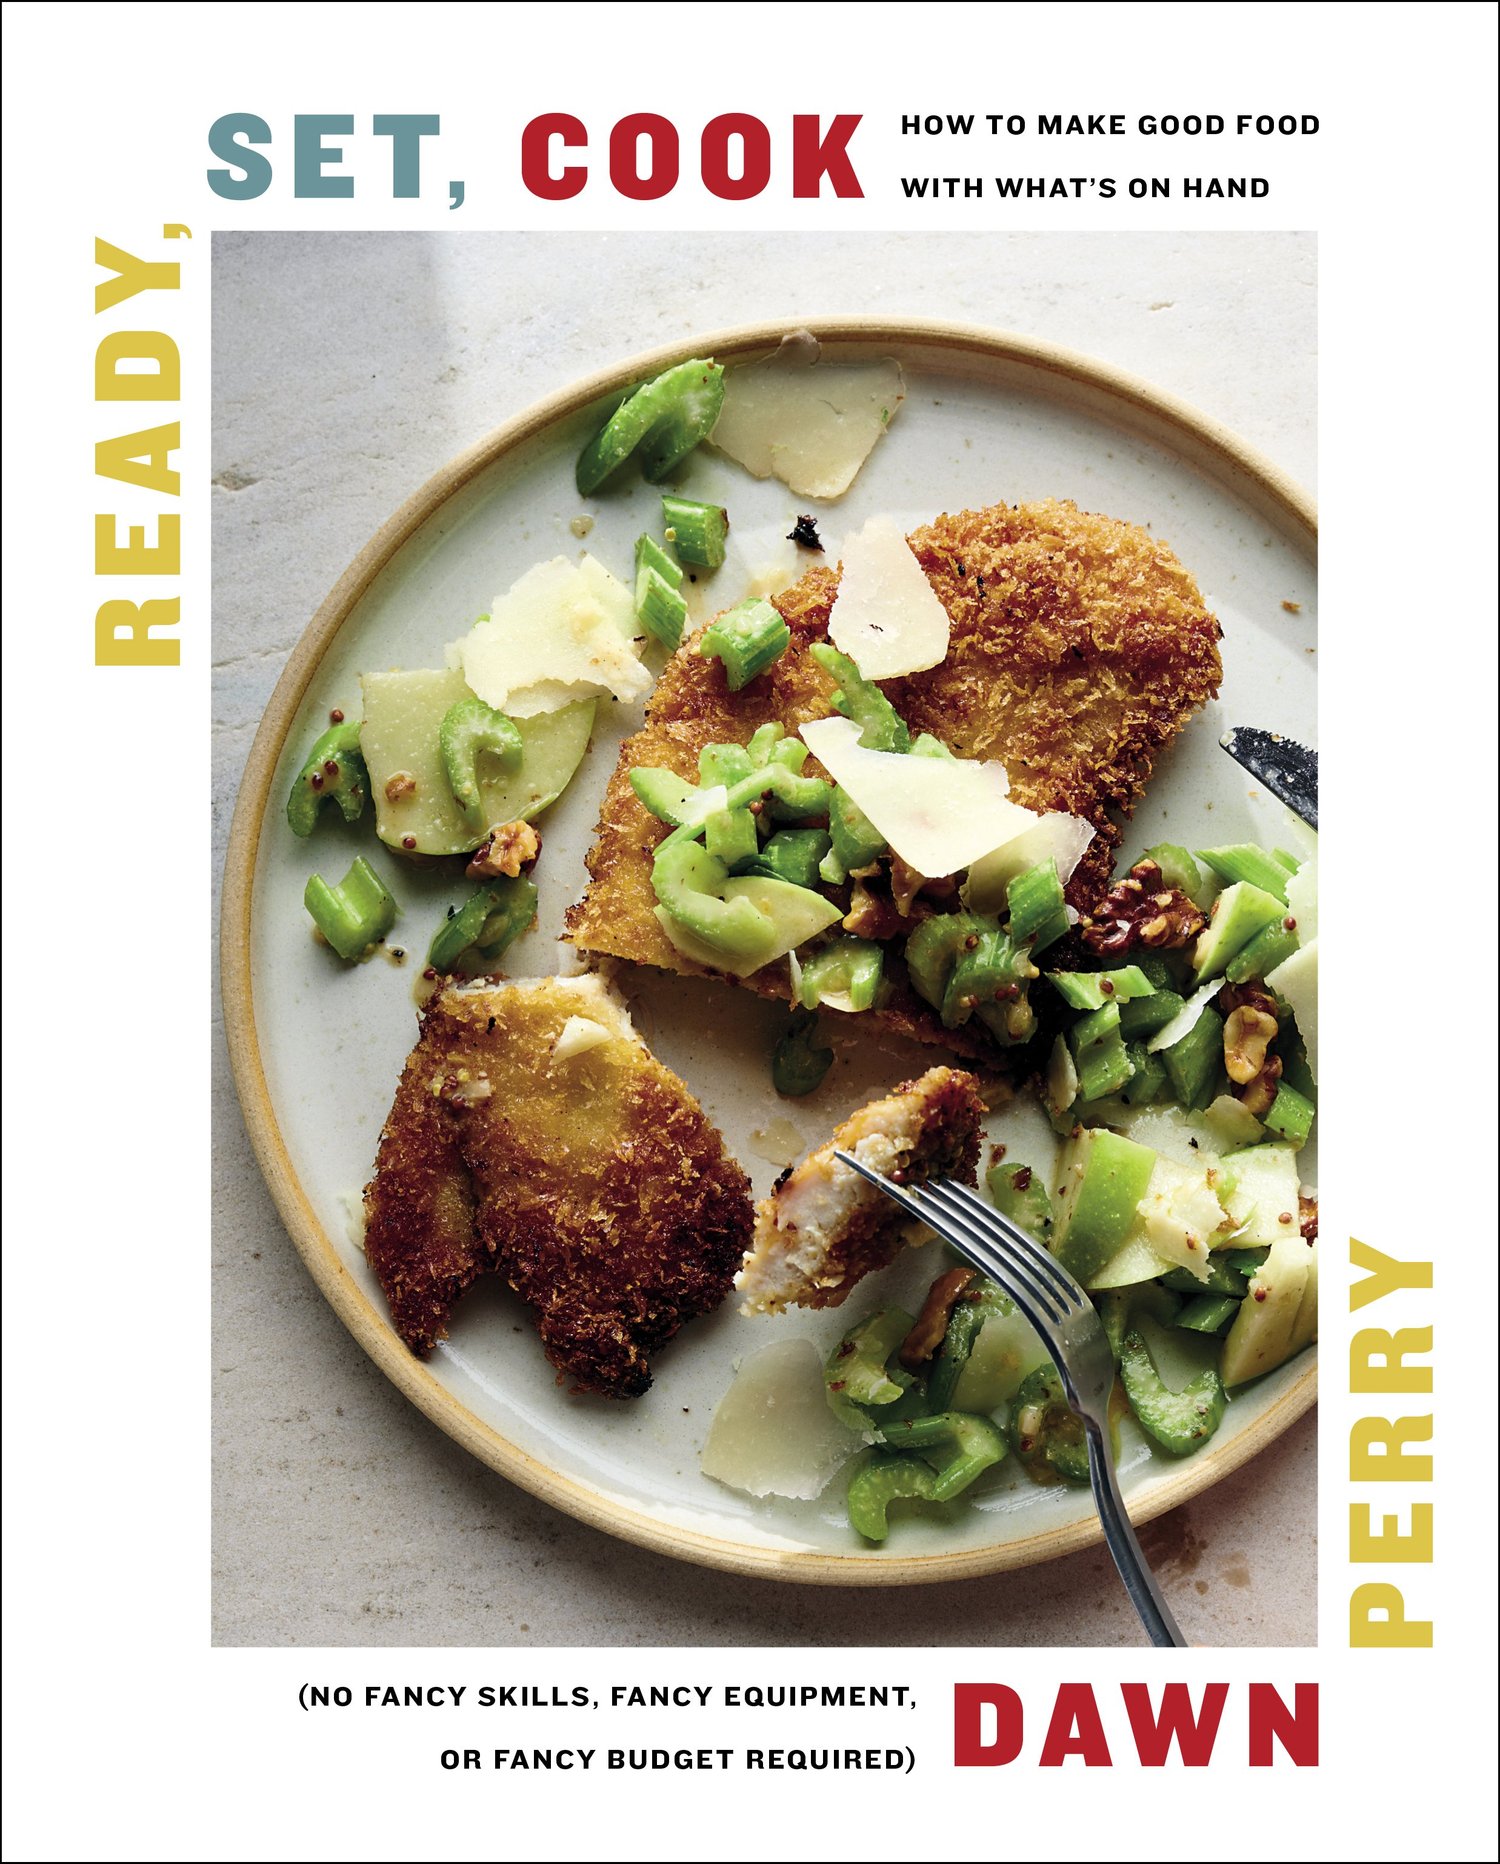 READY,
SET, COOK
HOW TO MAKE GOOD FOOD
WITH WHAT'S ON HAND
(NO FANCY SKILLS, FANCY EQUIPMENT,
OR FANCY BUDGET REQUIRED)
DAWN
PERRY